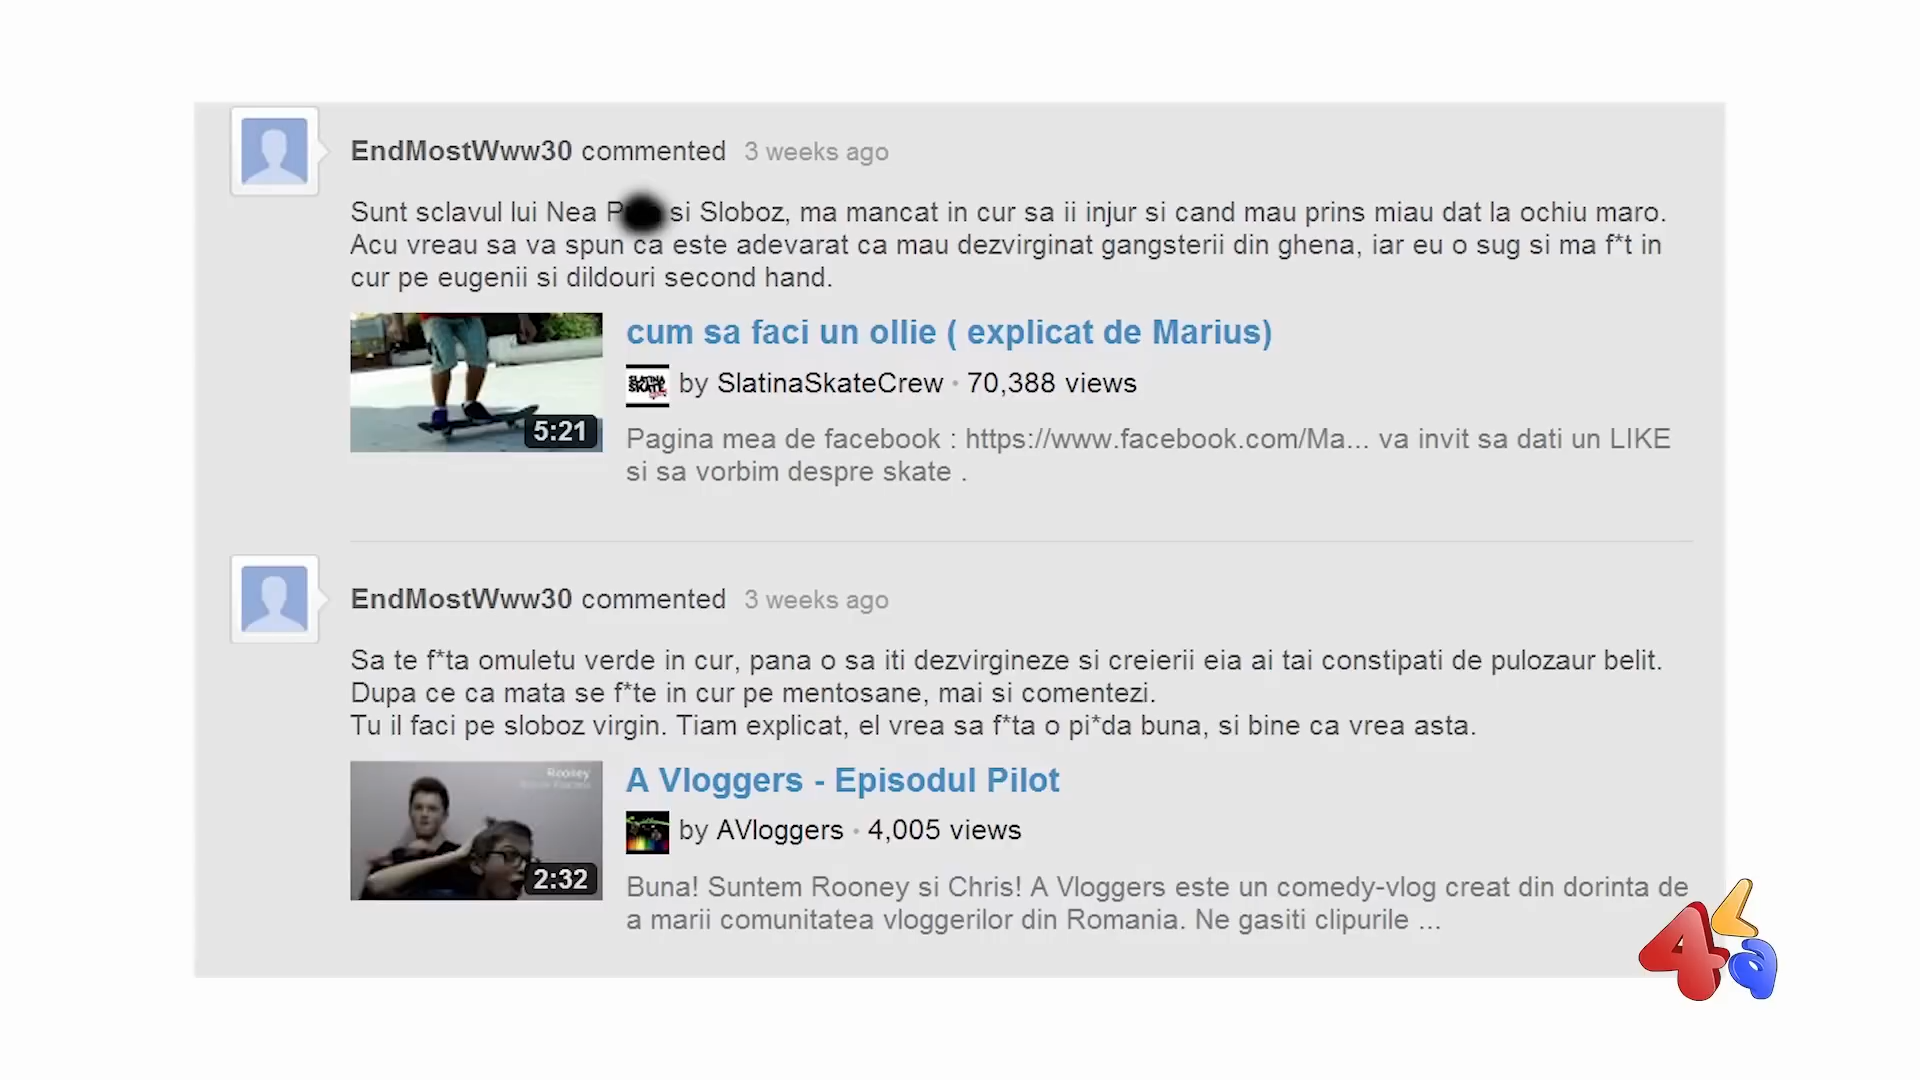 EndMostWww30 commented 3 weeks ago
Sunt sclavul lui Nea si Sloboz, ma mancat in cur sa ii injur si cand mau prins miau dat la ochiu maro.
Acu vreau sa va spun ca este adevarat ca mau dezvirginat gangsterii din ghena, iar eu o sug si ma f*t in
cur pe eugenii si dildouri second hand.
cum sa faci un ollie ( explicat de Marius)
SLATINA SKATE
by SlatinaSkateCrew • 70,388 views
5:21
Pagina mea de facebook : https://www.facebook.com/Ma... va invit sa dati un LIKE
si sa vorbim despre skate .
EndMostWww30 commented 3 weeks ago
Sa te f*ta omuletu verde in cur, pana o sa iti dezvirgineze si creierii eia ai tai constipati de pulozaur belit.
Dupa ce ca mata se f*te in cur pe mentosane, mai si comentezi.
Tu il faci pe sloboz virgin. Tiam explicat, el vrea sa f*ta o pi*da buna, si bine ca vrea asta.
Rooney
A Vloggers - Episodul Pilot
by AVloggers • 4,005 views
2:32
Buna! Suntem Rooney si Chris! A Vloggers este un comedy-vlog creat din dorinta de
a marii comunitatea vloggerilor din Romania. Ne gasiti clipurile ...
4La